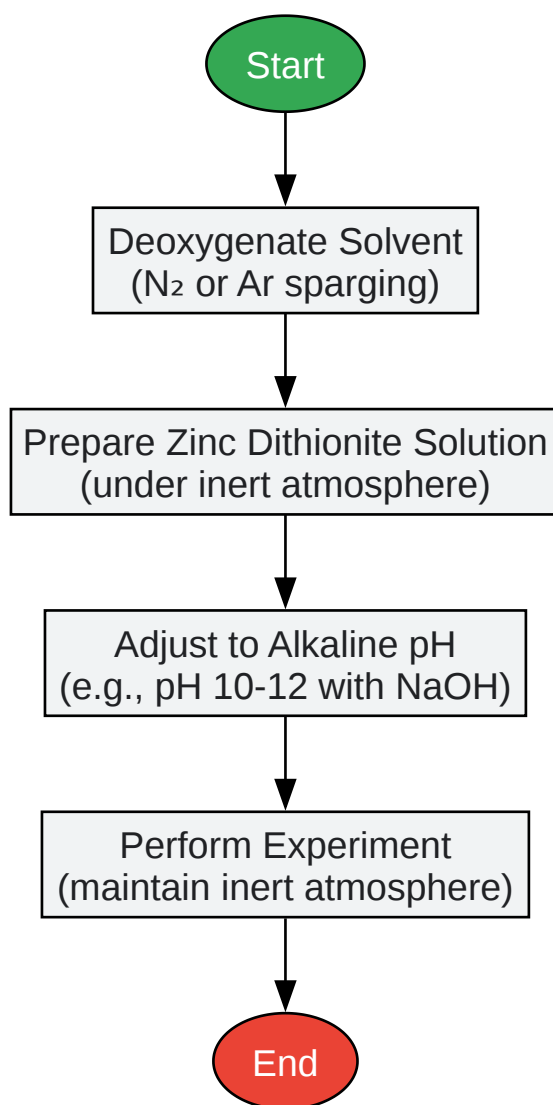 Start
Deoxygenate Solvent
(N₂ or Ar sparging)
Prepare Zinc Dithionite Solution
(under inert atmosphere)
Adjust to Alkaline pH
(e.g., pH 10-12 with NaOH)
Perform Experiment
(maintain inert atmosphere)
End